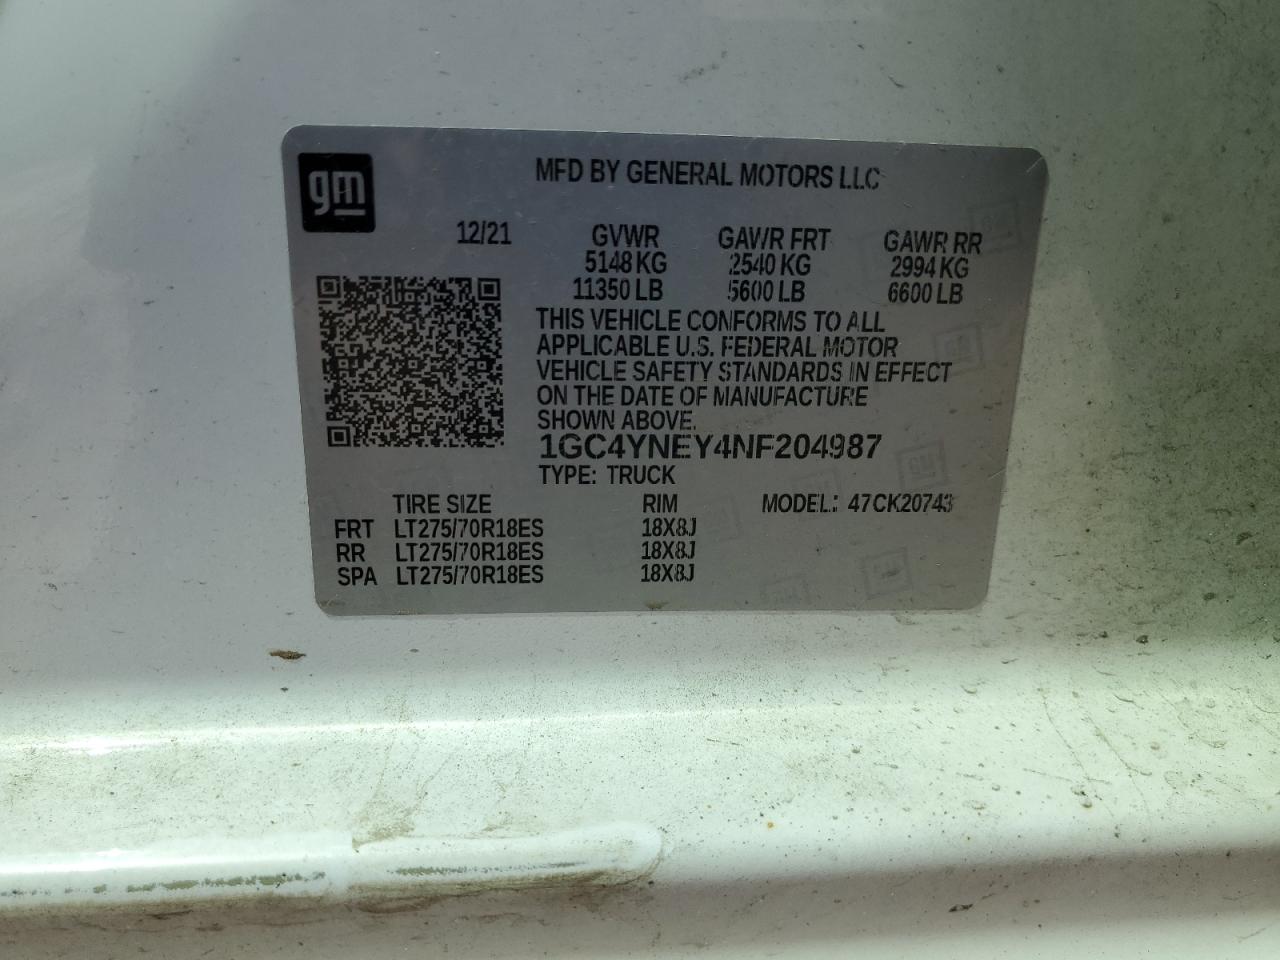 gm
MFD BY GENERAL MOTORS LLC
12/21 GVWR GAWR FRT GAWR RR
5148 KG 2540 KG 2994 KG
11350 LB 5600 LB 6600 LB
THIS VEHICLE CONFORMS TO ALL
APPLICABLE U.S. FEDERAL MOTOR
VEHICLE SAFETY STANDARDS IN EFFECT
ON THE DATE OF MANUFACTURE
SHOWN ABOVE.
1GC4YNEY4NF204987
TYPE: TRUCK
TIRE SIZE RIM MODEL: 47CK20743
FRT LT275/70R18ES 18X8J
RR LT275/70R18ES 18X8J
SPA LT275/70R18ES 18X8J